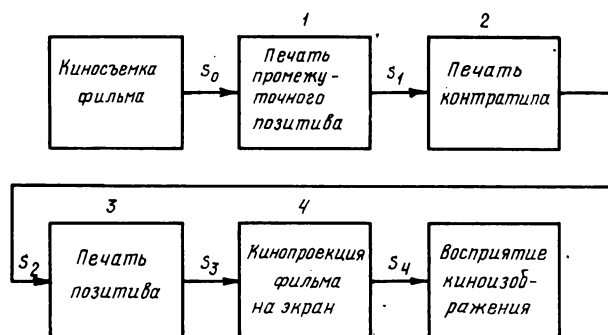 1
2
Киносъемка
фильма
S₀
Печать
промежу-
точного
позитива
S₁
Печать
контратипа
3
4
S₂
Печать
позитива
S₃
Кинопроекция
фильма
на экран
S₄
Восприятие
киноизоб-
ражения